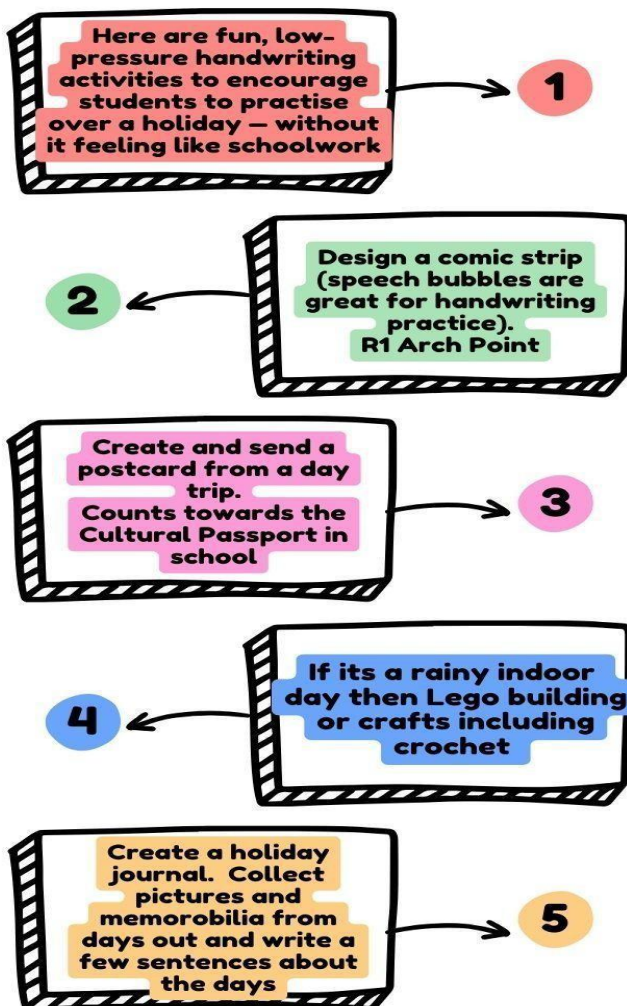 Here are fun, low-
pressure handwriting
activities to encourage
students to practise
over a holiday — without
it feeling like schoolwork
1
Design a comic strip
(speech bubbles are
great for handwriting
practice).
R1 Arch Point
2
Create and send a
postcard from a day
trip.
Counts towards the
Cultural Passport in
school
3
If its a rainy indoor
day then Lego building
or crafts including
crochet
4
Create a holiday
journal. Collect
pictures and
memorobilia from
days out and write a
few sentences about
the days
5